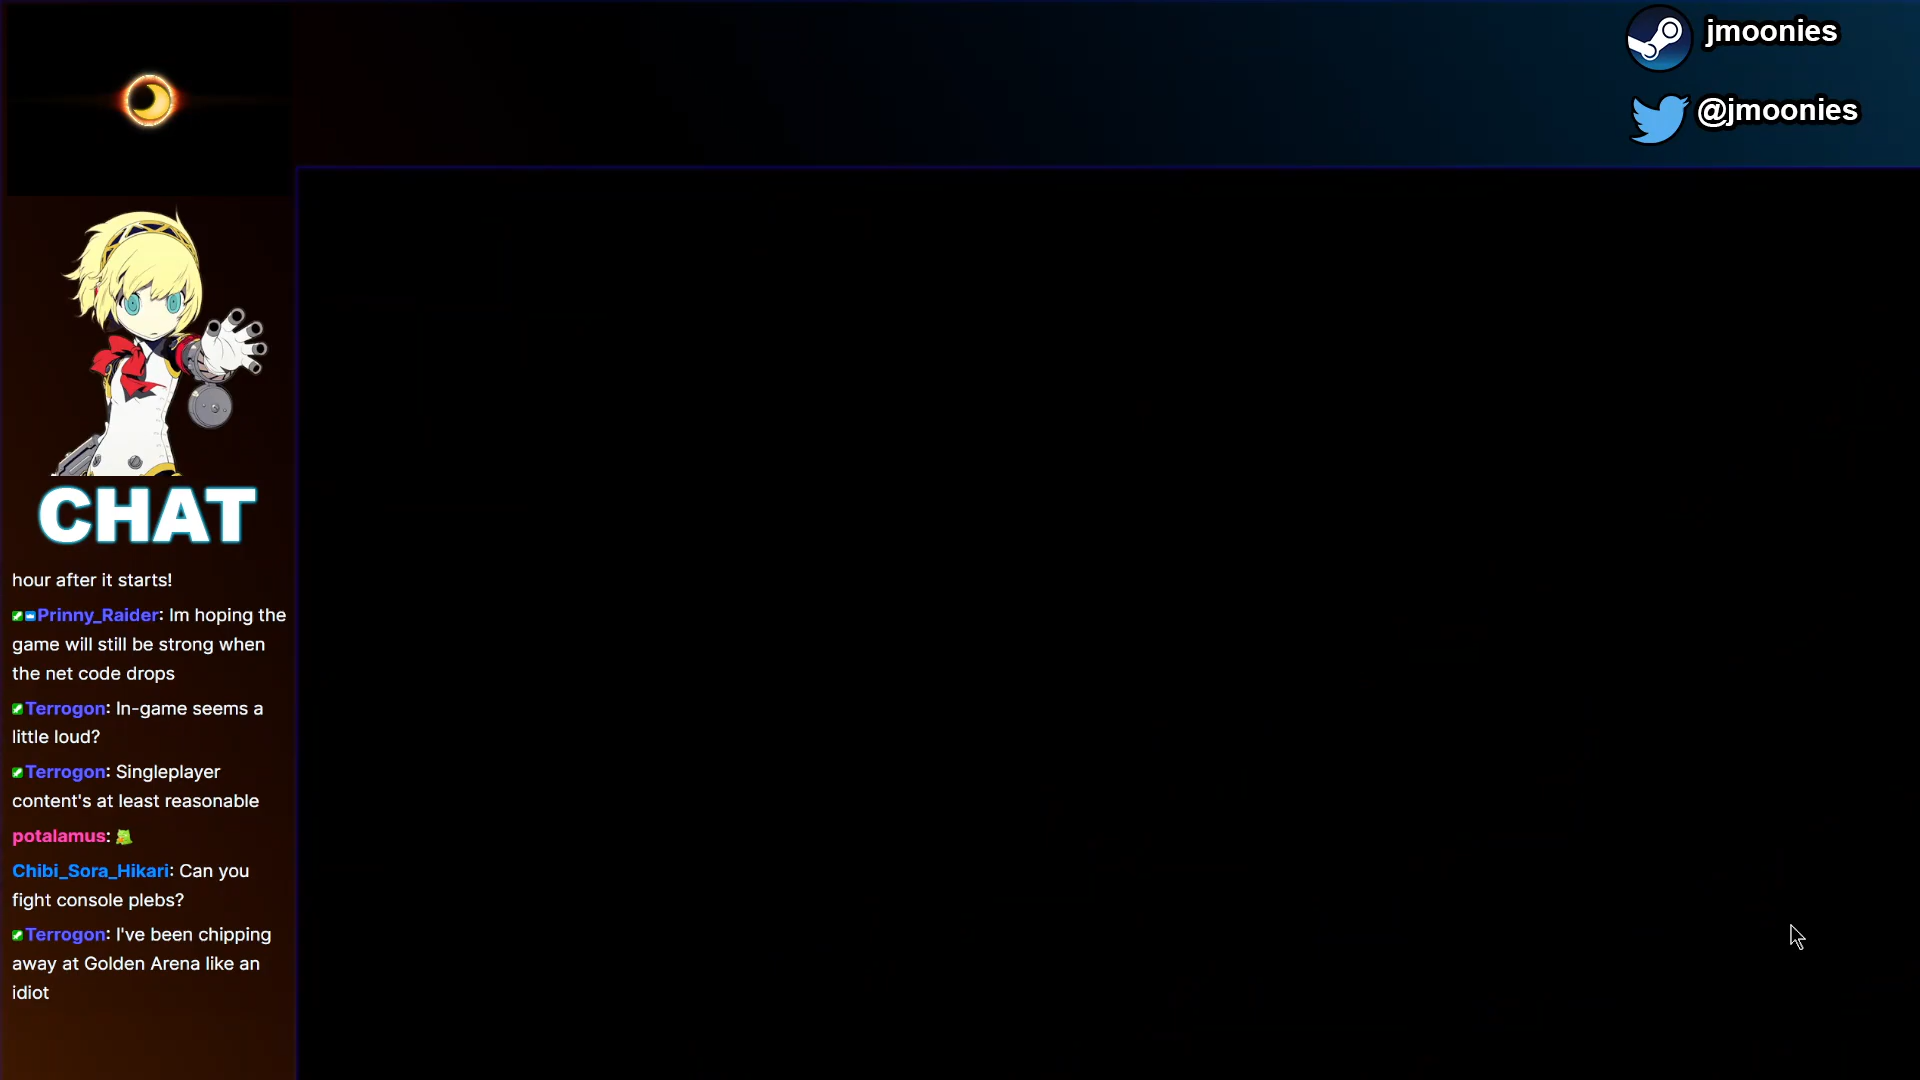 jmoonies
@jmoonies
CHAT
hour after it starts!
Prinny_Raider: Im hoping the
game will still be strong when
the net code drops
Terrogon: In-game seems a
little loud?
Terrogon: Singleplayer
content's at least reasonable
potalamus:
Chibi_Sora_Hikari: Can you
fight console plebs?
Terrogon: I've been chipping
away at Golden Arena like an
idiot